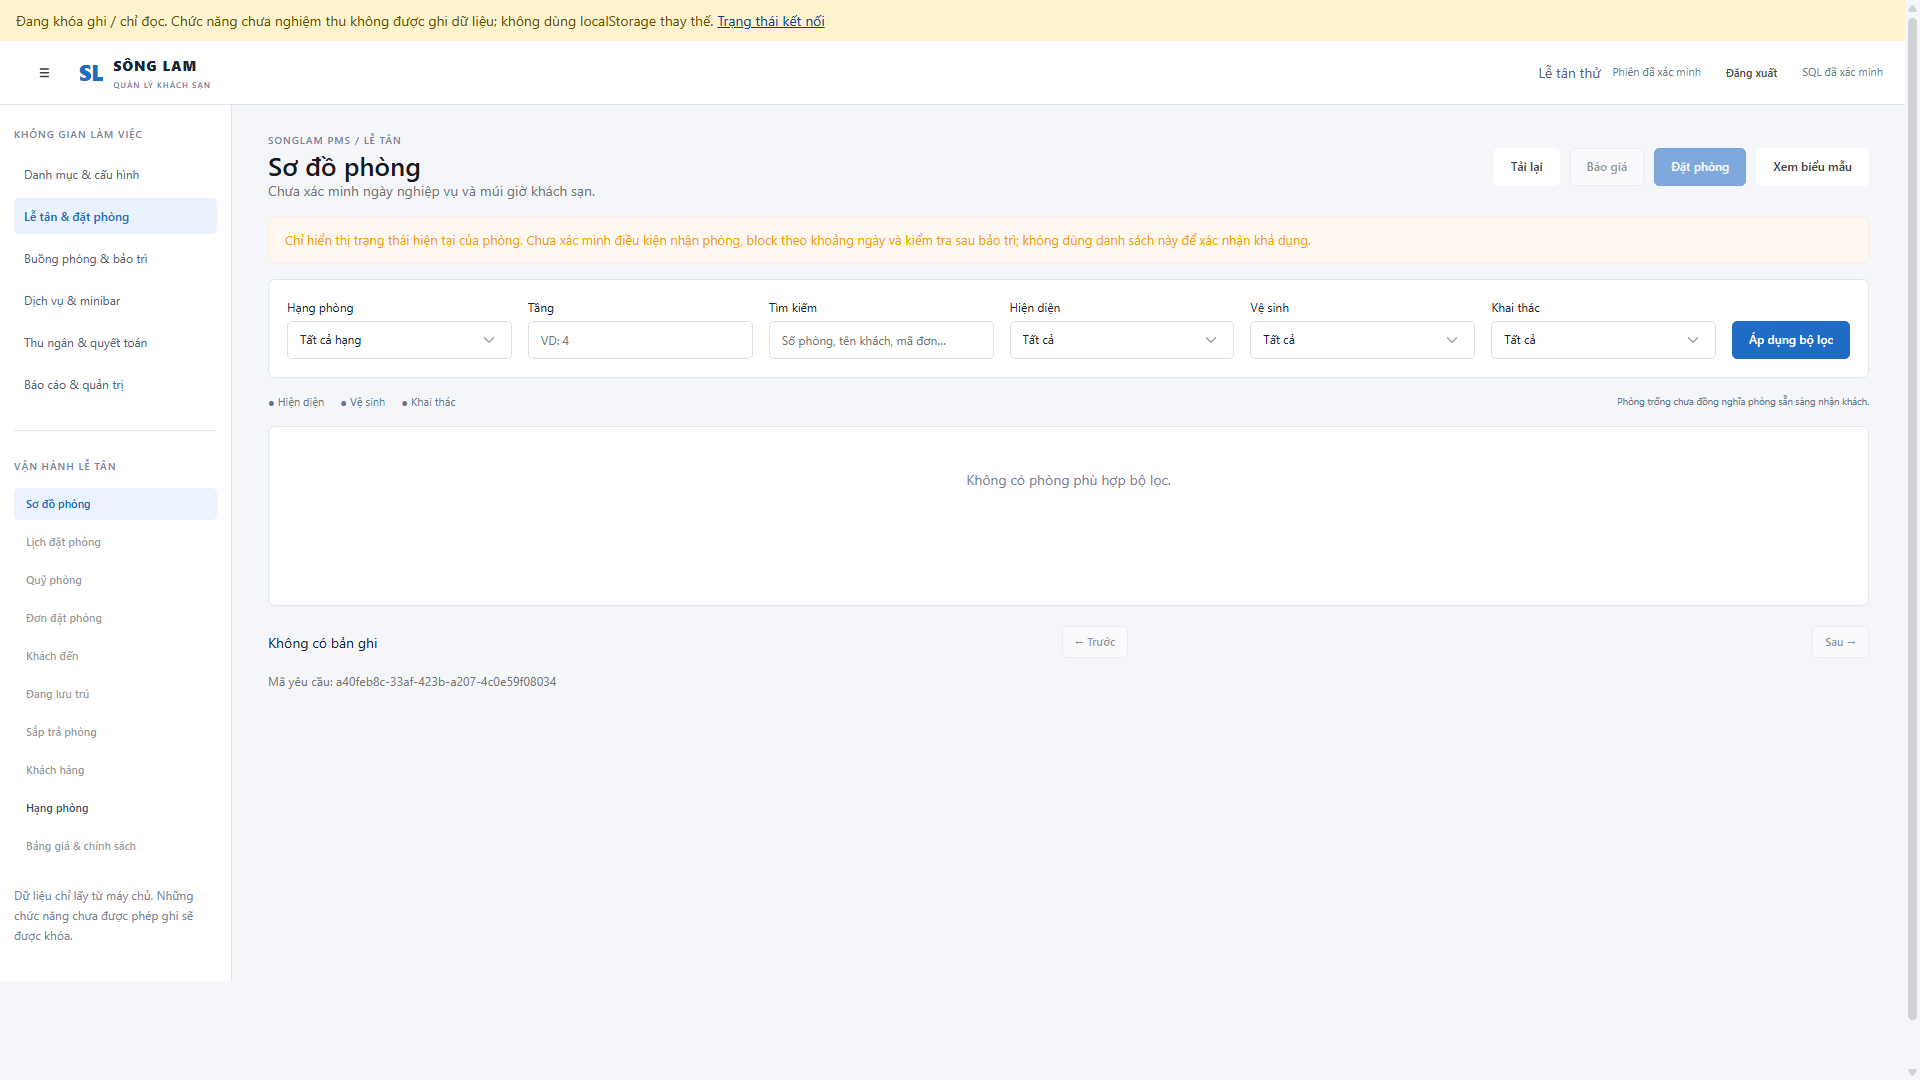 Đang khóa ghi / chỉ đọc. Chức năng chưa nghiệm thu không được ghi dữ liệu; không dùng localStorage thay thế. Trạng thái kết nối
☰ SL SÔNG LAM
QUẢN LÝ KHÁCH SẠN
Lễ tân thử Phiên đã xác minh Đăng xuất SQL đã xác minh
KHÔNG GIAN LÀM VIỆC
Danh mục & cấu hình
Lễ tân & đặt phòng
Buồng phòng & bảo trì
Dịch vụ & minibar
Thu ngân & quyết toán
Báo cáo & quản trị
VẬN HÀNH LỄ TÂN
Sơ đồ phòng
Lịch đặt phòng
Quỹ phòng
Đơn đặt phòng
Khách đến
Đang lưu trú
Sắp trả phòng
Khách hàng
Hạng phòng
Bảng giá & chính sách
Dữ liệu chỉ lấy từ máy chủ. Những
chức năng chưa được phép ghi sẽ
được khóa.
SONGLAM PMS / LỄ TÂN
Sơ đồ phòng
Chưa xác minh ngày nghiệp vụ và múi giờ khách sạn.
Tải lại Báo giá Đặt phòng Xem biểu mẫu
Chỉ hiển thị trạng thái hiện tại của phòng. Chưa xác minh điều kiện nhận phòng, block theo khoảng ngày và kiểm tra sau bảo trì; không dùng danh sách này để xác nhận khả dụng.
Hạng phòng Tầng Tìm kiếm Hiện diện Vệ sinh Khai thác
Tất cả hạng VD: 4 Số phòng, tên khách, mã đơn... Tất cả Tất cả Tất cả Áp dụng bộ lọc
● Hiện diện ● Vệ sinh ● Khai thác Phòng trống chưa đồng nghĩa phòng sẵn sàng nhận khách.
Không có phòng phù hợp bộ lọc.
Không có bản ghi ← Trước Sau →
Mã yêu cầu: a40feb8c-33af-423b-a207-4c0e59f08034